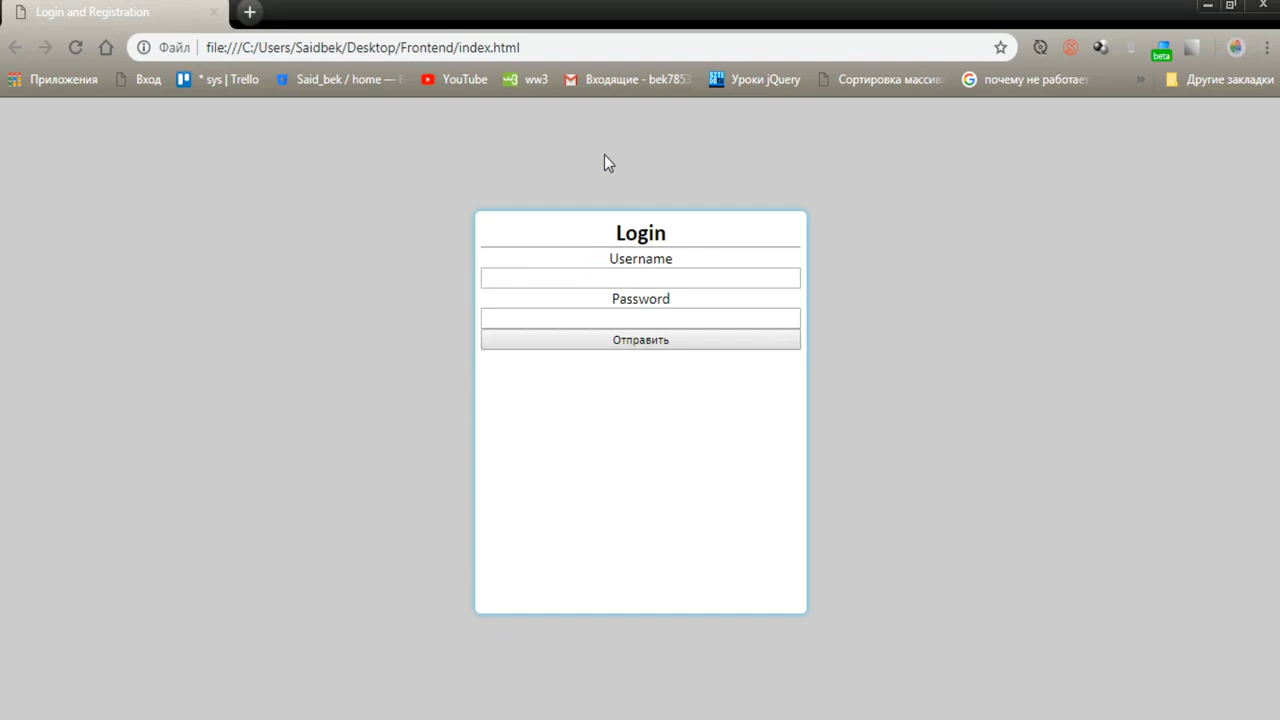 Login and Registration
Файл file:///C:/Users/Saidbek/Desktop/Frontend/index.html
beta
Приложения Вход * sys | Trello Said_bek / home — YouTube ww3 Входящие - bek7853 Уроки jQuery Сортировка массив почему не работает » Другие закладки
Login
Username
Password
Отправить